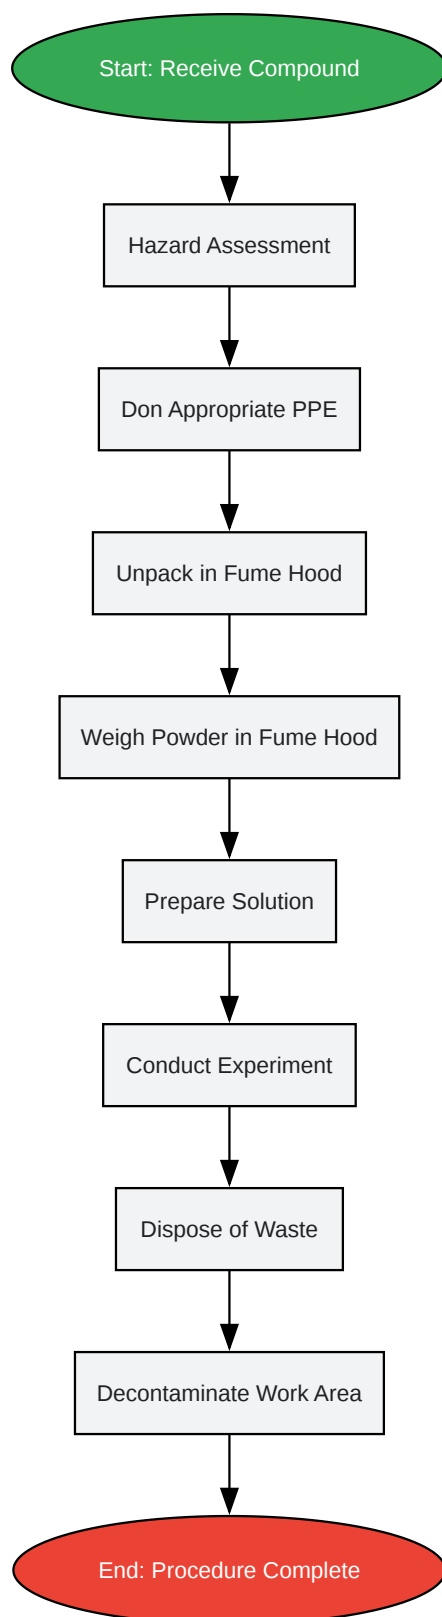 Start: Receive Compound
Hazard Assessment
Don Appropriate PPE
Unpack in Fume Hood
Weigh Powder in Fume Hood
Prepare Solution
Conduct Experiment
Dispose of Waste
Decontaminate Work Area
End: Procedure Complete